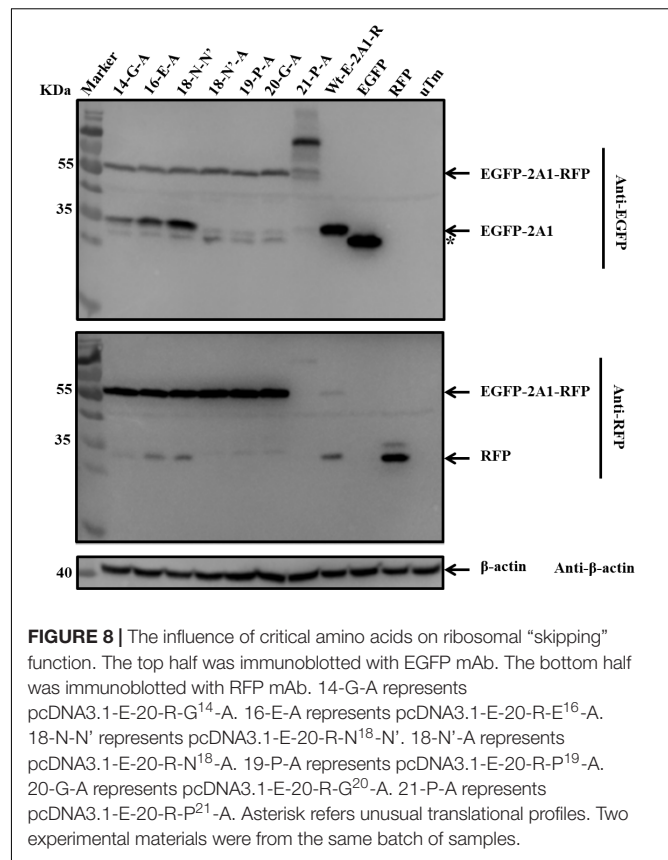 KDa
Marker
14-G-A
16-E-A
18-N-N'
18-N'-A
19-P-A
20-G-A
21-P-A
Wt-E-2A1-R
EGFP
RFP
uTm
55
35
EGFP-2A1-RFP
EGFP-2A1
*
Anti-EGFP
55
35
EGFP-2A1-RFP
RFP
Anti-RFP
40
β-actin Anti-β-actin
FIGURE 8 | The influence of critical amino acids on ribosomal “skipping”
function. The top half was immunoblotted with EGFP mAb. The bottom half
was immunoblotted with RFP mAb. 14-G-A represents
pcDNA3.1-E-20-R-G¹⁴-A. 16-E-A represents pcDNA3.1-E-20-R-E¹⁶-A.
18-N-N' represents pcDNA3.1-E-20-R-N¹⁸-N'. 18-N'-A represents
pcDNA3.1-E-20-R-N¹⁸-A. 19-P-A represents pcDNA3.1-E-20-R-P¹⁹-A.
20-G-A represents pcDNA3.1-E-20-R-G²⁰-A. 21-P-A represents
pcDNA3.1-E-20-R-P²¹-A. Asterisk refers unusual translational profiles. Two
experimental materials were from the same batch of samples.